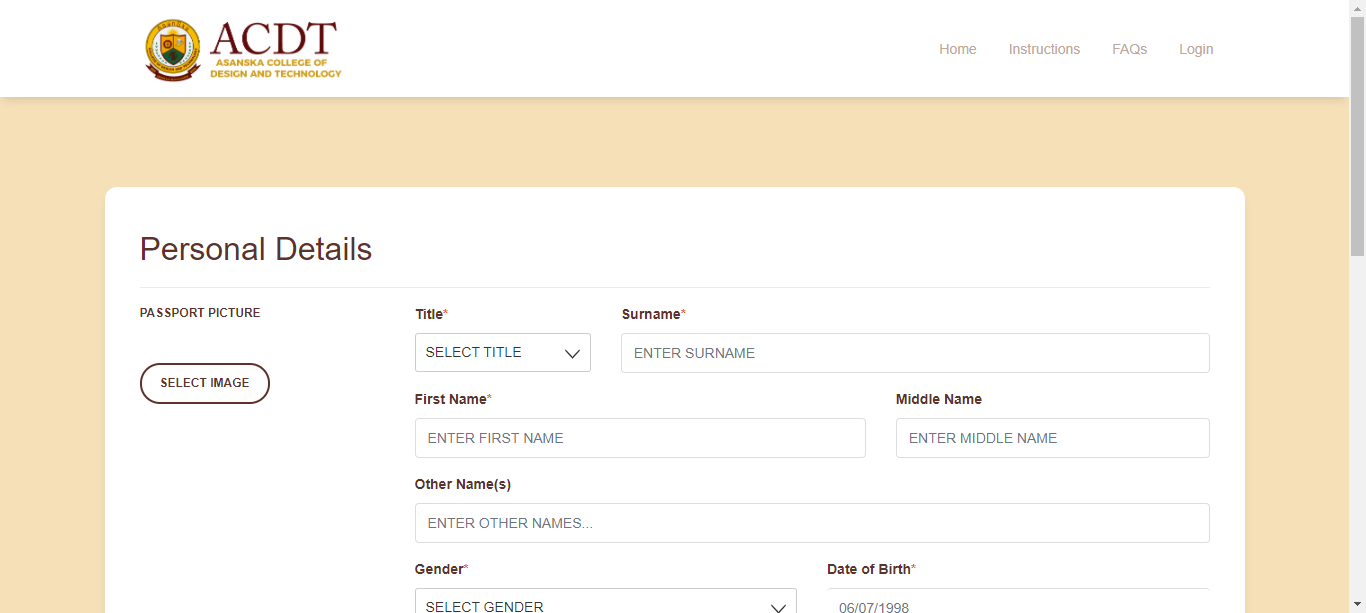 ACDT
ASANSKA COLLEGE OF
DESIGN AND TECHNOLOGY
Home Instructions FAQs Login
Personal Details
PASSPORT PICTURE
SELECT IMAGE
Title*
Surname*
SELECT TITLE
ENTER SURNAME
First Name*
Middle Name
ENTER FIRST NAME
ENTER MIDDLE NAME
Other Name(s)
ENTER OTHER NAMES...
Gender*
Date of Birth*
SELECT GENDER
06/07/1998